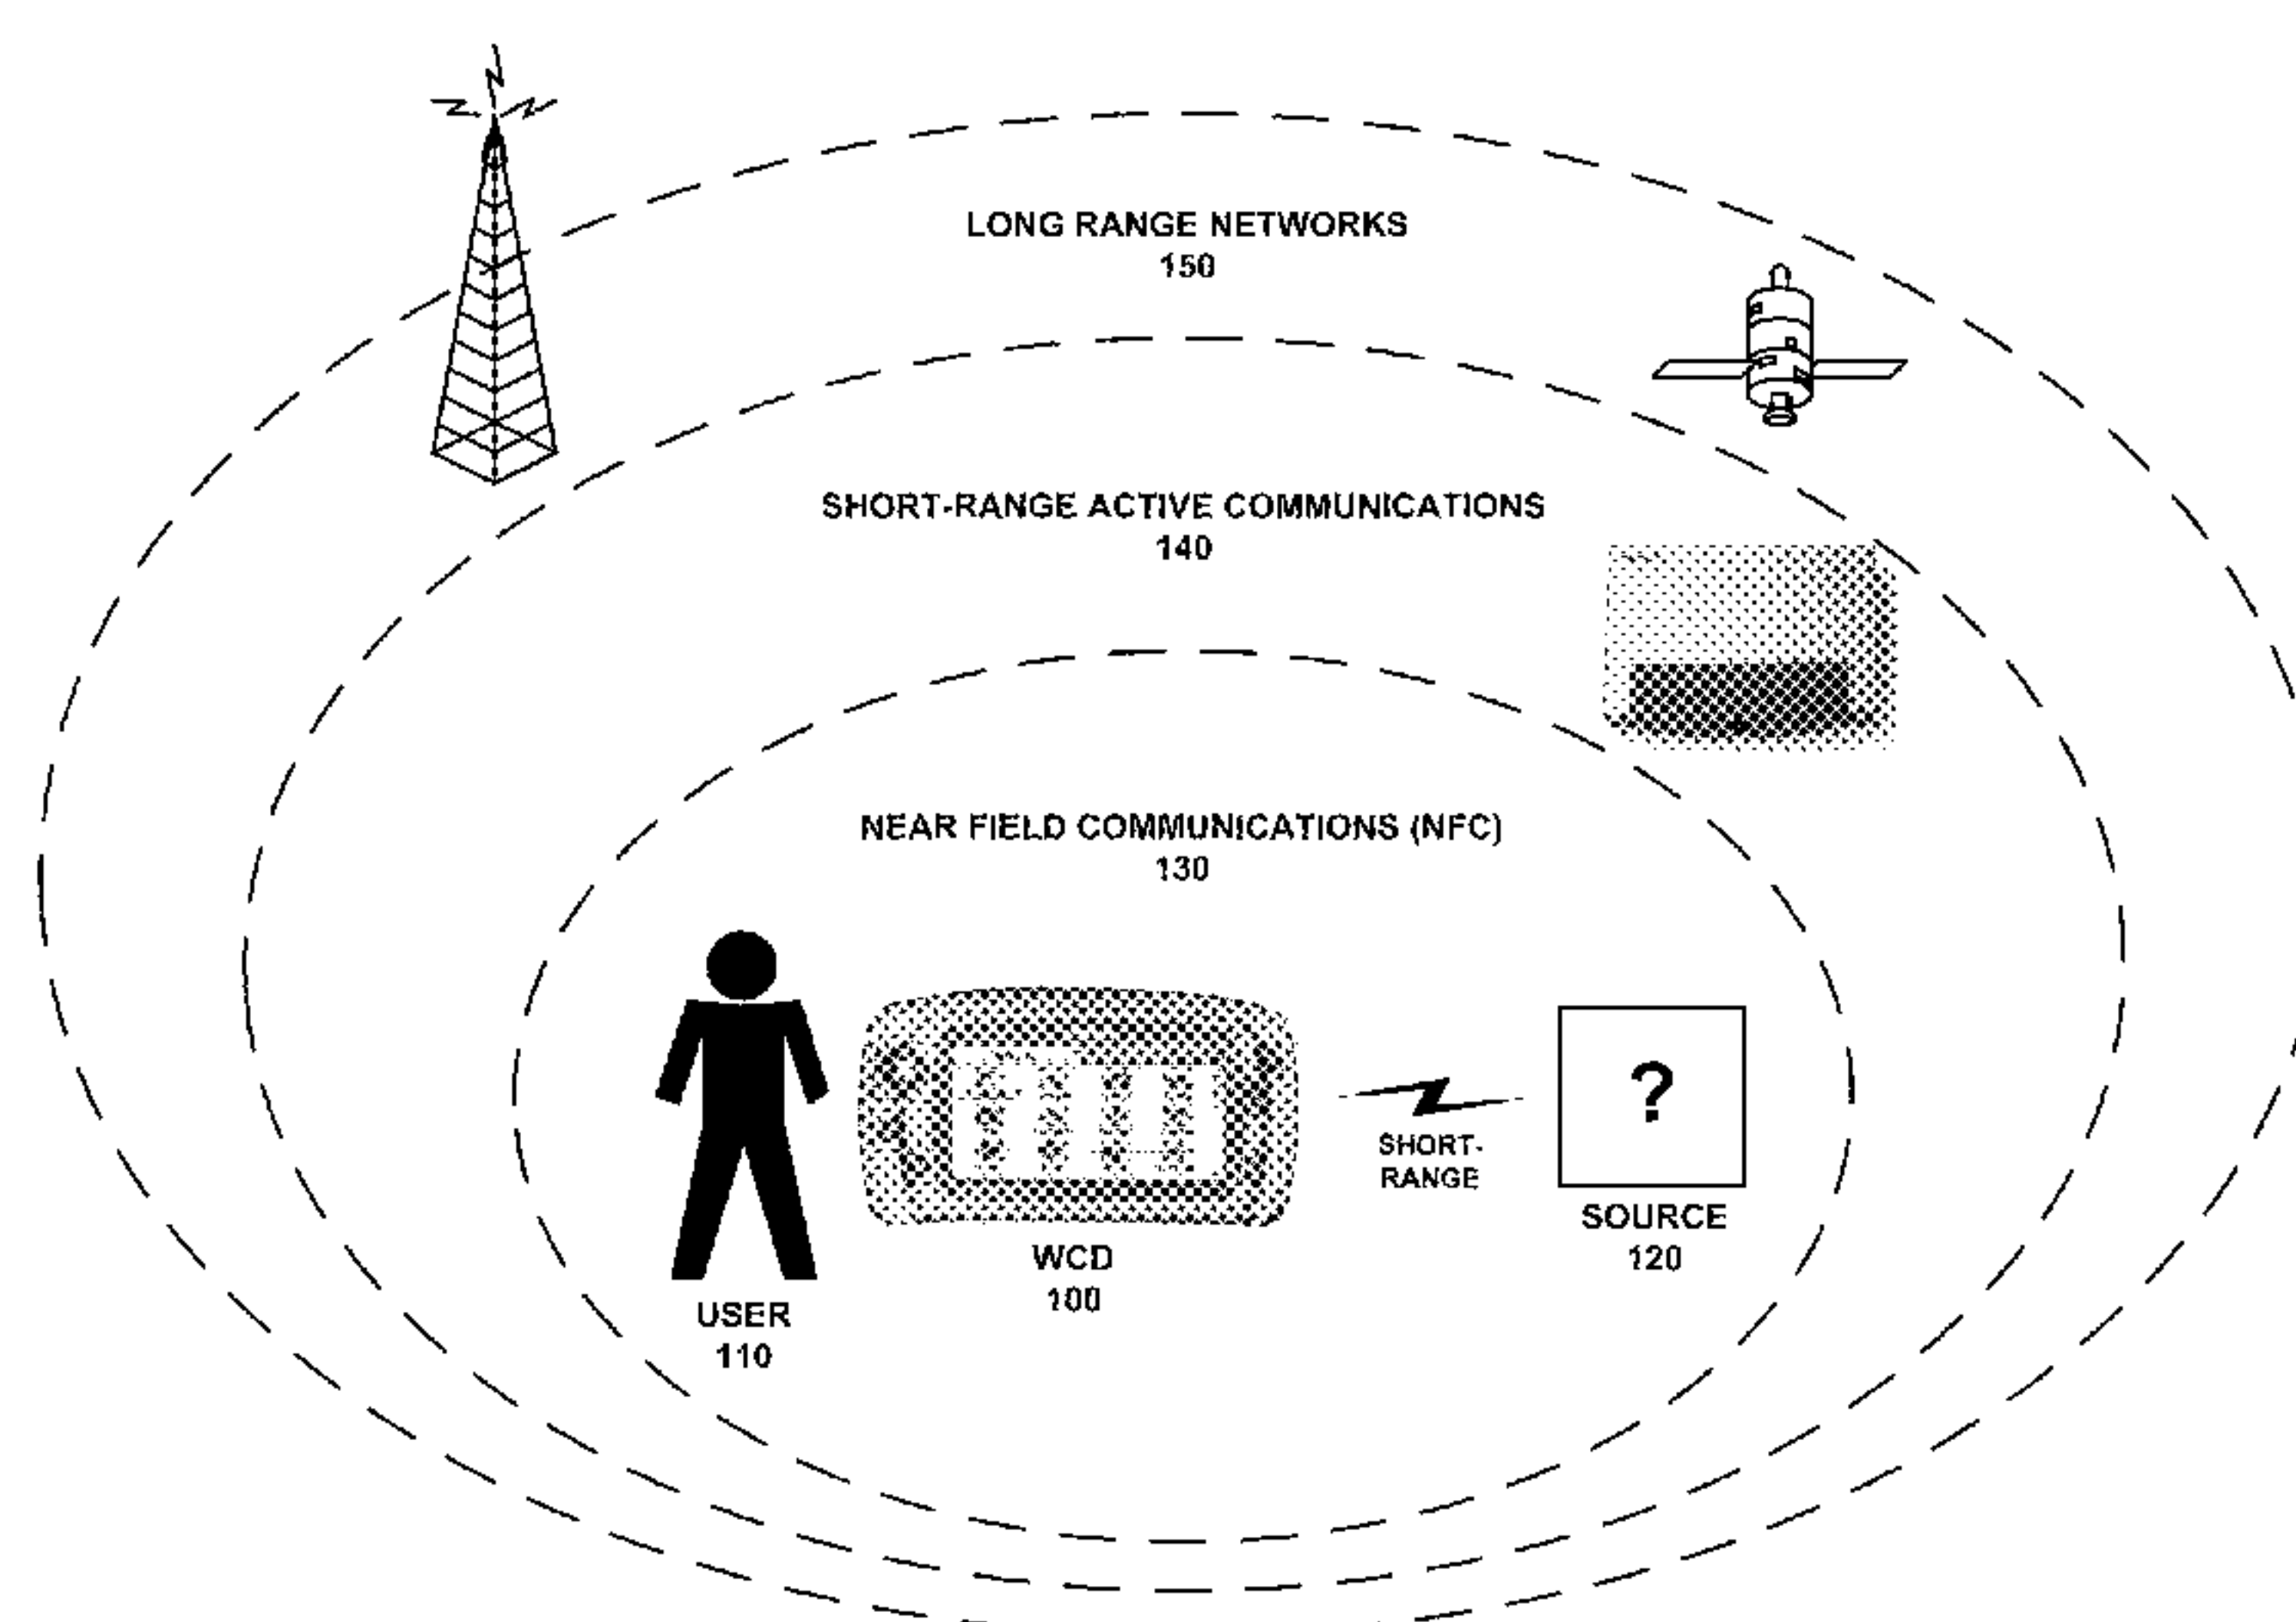 LONG RANGE NETWORKS
150
SHORT-RANGE ACTIVE COMMUNICATIONS
140
NEAR FIELD COMMUNICATIONS (NFC)
130
?
SHORT-
RANGE
SOURCE
120
WCD
100
USER
110